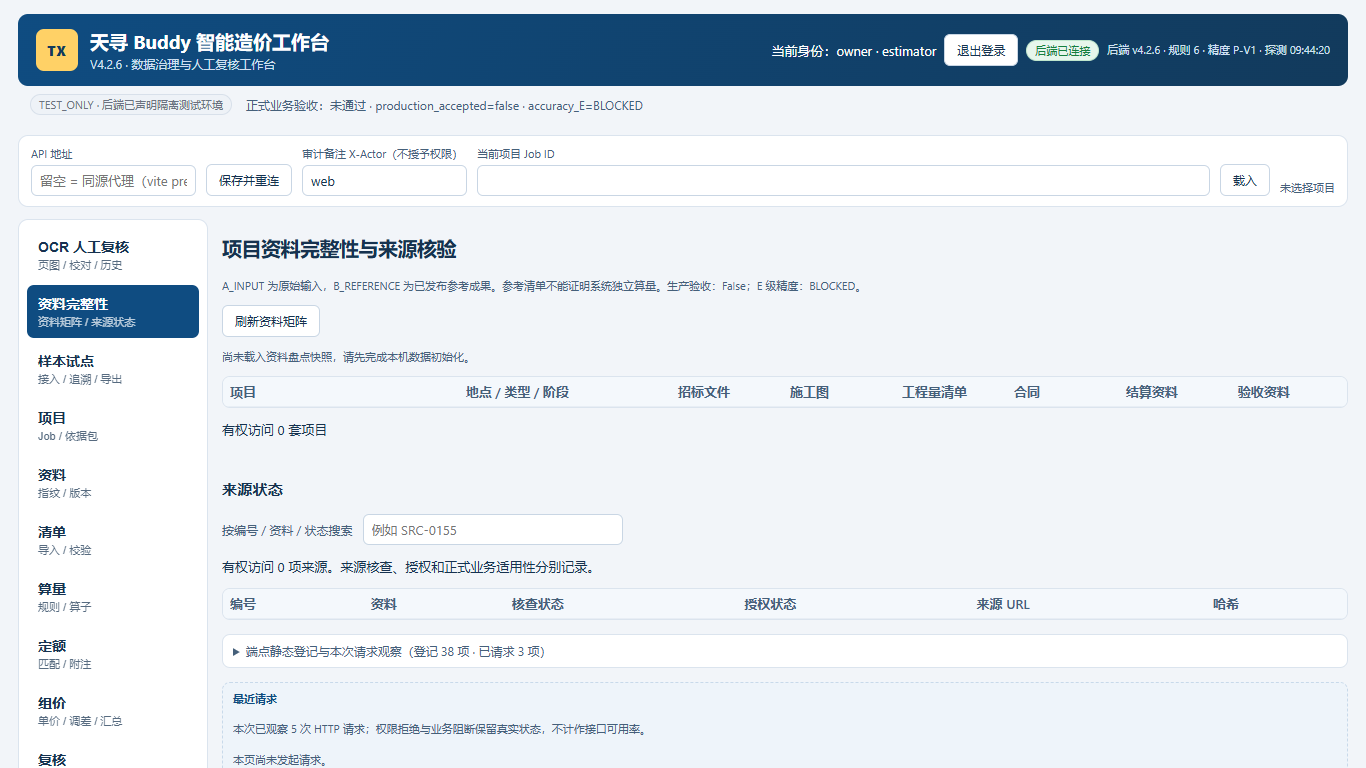 TX
天寻 Buddy 智能造价工作台
V4.2.6 · 数据治理与人工复核工作台
当前身份：owner · estimator
退出登录
后端已连接
后端 v4.2.6 · 规则 6 · 精度 P-V1 · 探测 09:44:20
TEST_ONLY · 后端已声明隔离测试环境
正式业务验收：未通过 · production_accepted=false · accuracy_E=BLOCKED
API 地址
留空 = 同源代理（vite pre
保存并重连
审计备注 X-Actor（不授予权限）
web
当前项目 Job ID
载入
未选择项目
OCR 人工复核
页图 / 校对 / 历史
资料完整性
资料矩阵 / 来源状态
样本试点
接入 / 追溯 / 导出
项目
Job / 依据包
资料
指纹 / 版本
清单
导入 / 校验
算量
规则 / 算子
定额
匹配 / 附注
组价
单价 / 调差 / 汇总
复核
项目资料完整性与来源核验
A_INPUT 为原始输入，B_REFERENCE 为已发布参考成果。参考清单不能证明系统独立算量。生产验收：False；E 级精度：BLOCKED。
刷新资料矩阵
尚未载入资料盘点快照，请先完成本机数据初始化。
项目 地点 / 类型 / 阶段 招标文件 施工图 工程量清单 合同 结算资料 验收资料
有权访问 0 套项目
来源状态
按编号 / 资料 / 状态搜索
例如 SRC-0155
有权访问 0 项来源。来源核查、授权和正式业务适用性分别记录。
编号 资料 核查状态 授权状态 来源 URL 哈希
▶ 端点静态登记与本次请求观察（登记 38 项 · 已请求 3 项）
最近请求
本次已观察 5 次 HTTP 请求；权限拒绝与业务阻断保留真实状态，不计作接口可用率。
本页尚未发起请求。